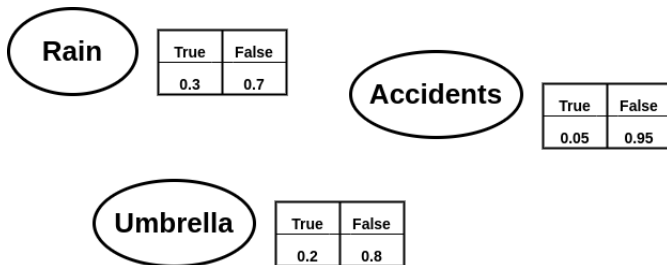 Rain
True False
0.3 0.7
Accidents
True False
0.05 0.95
Umbrella
True False
0.2 0.8